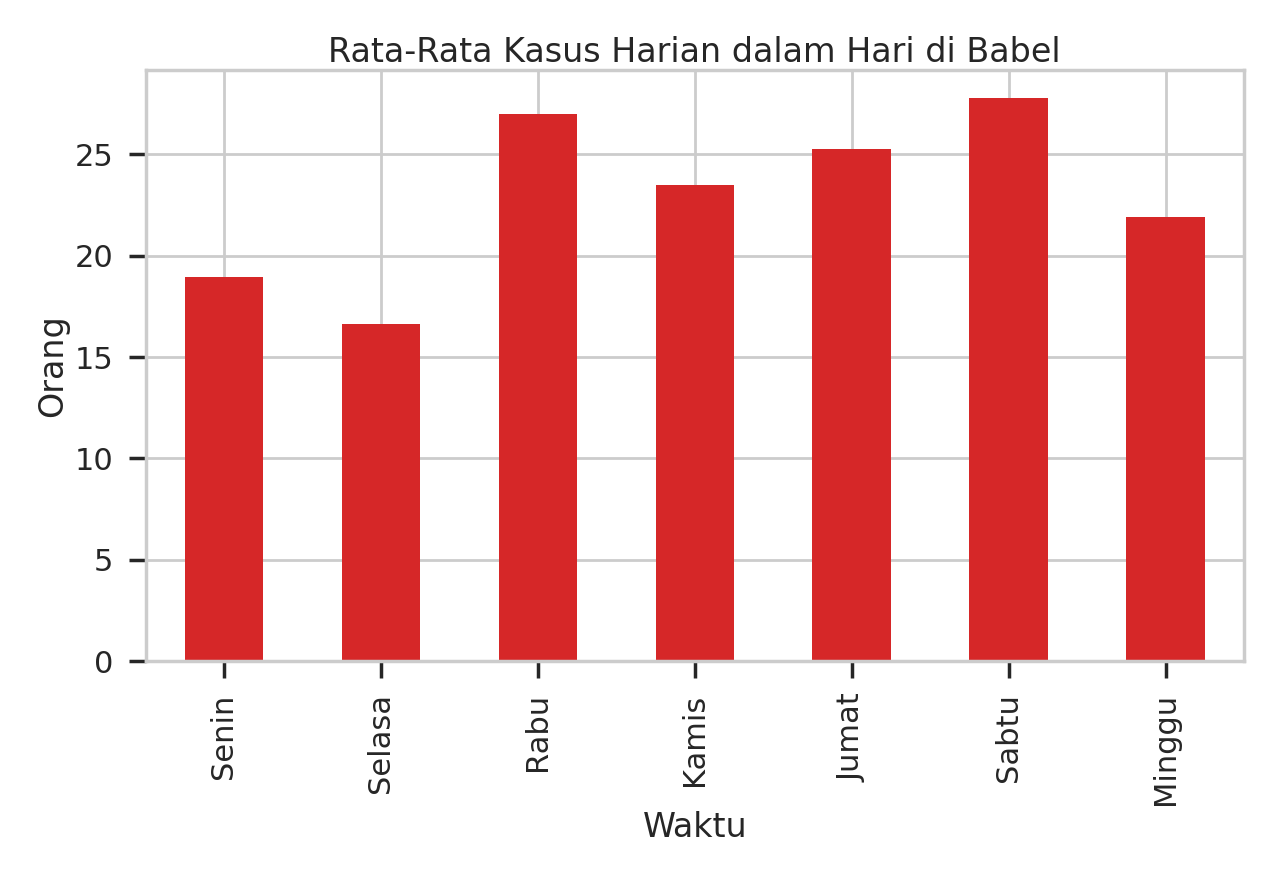 Rata-Rata Kasus Harian dalam Hari di Babel
Orang
25
20
15
10
5
0
Senin
Selasa
Rabu
Kamis
Jumat
Sabtu
Minggu
Waktu